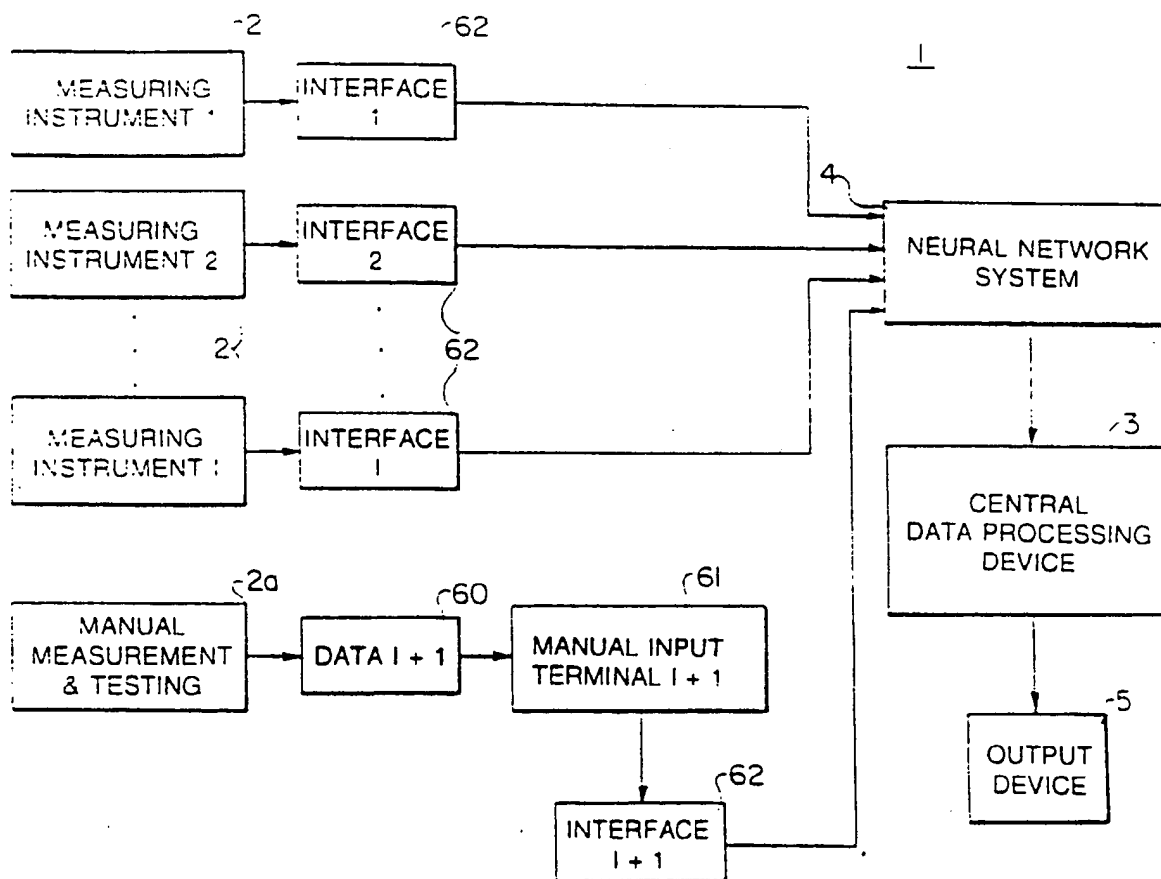 2
62
1
MEASURING
INSTRUMENT 1
INTERFACE
1
4
MEASURING
INSTRUMENT 2
INTERFACE
2
NEURAL NETWORK
SYSTEM
2
62
MEASURING
INSTRUMENT I
INTERFACE
I
3
CENTRAL
DATA PROCESSING
DEVICE
2a
60
61
MANUAL
MEASUREMENT
& TESTING
DATA I + 1
MANUAL INPUT
TERMINAL I + 1
5
OUTPUT
DEVICE
62
INTERFACE
I + 1